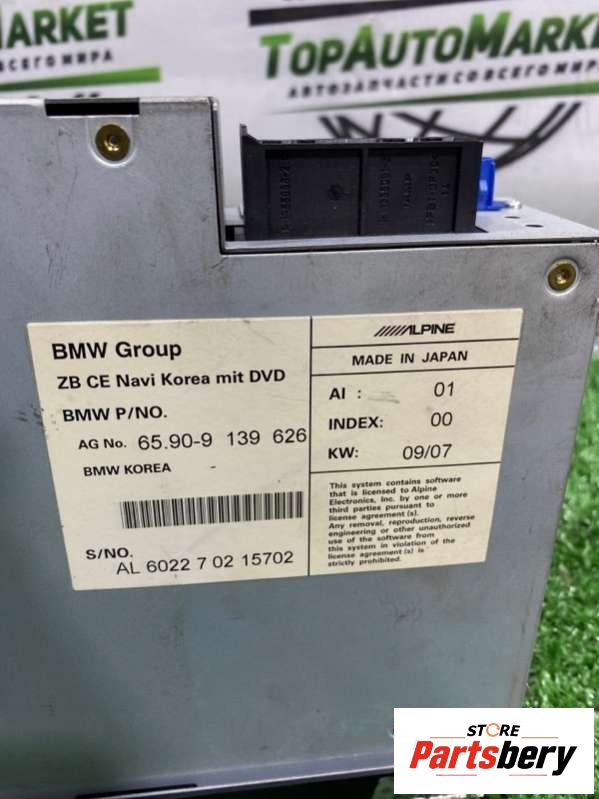 MARKET
СО ВСЕГО МИРА
TOPAUTOMARKET
АВТОЗАПЧАСТИ СО ВСЕГО МИРА
BMW Group
ZB CE Navi Korea mit DVD
BMW P/NO.
AG No. 65.90-9 139 626
BMW KOREA -
S/NO.
AL 6022 7 02 15702
ALPINE
MADE IN JAPAN
AI : 01
INDEX: 00
KW: 09/07
This system contains software
that is licensed to Alpine
Electronics, Inc. by one or more
third parties pursuant to
license agreement (s).
Any removal, reproduction, reverse
engineering or other unauthorized
use of the software from
this system in violation of the
license agreement (s) is
strictly prohibited.
STORE
Partsbery